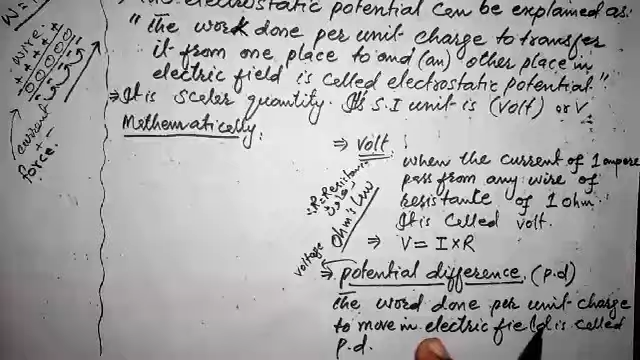 the electrostatic potential can be explained as:
"The work done per unit charge to transfer
it from one place to and (an) other place in
electric field is called electrostatic potential."
⇒ It is scaler quantity. It's S.I unit is (Volt) or V
Methematically:
W =
wire.
current
force.
⇒ volt :
when the current of 1 ampere
pass from any wire of
resistance of 1 ohm.
It is called volt.
⇒ V = I × R
∴ R = Resistance
Ohm's law
voltage
⇒ potential difference. (p.d)
The word done per unit charge
to move in electric field is called
p.d.